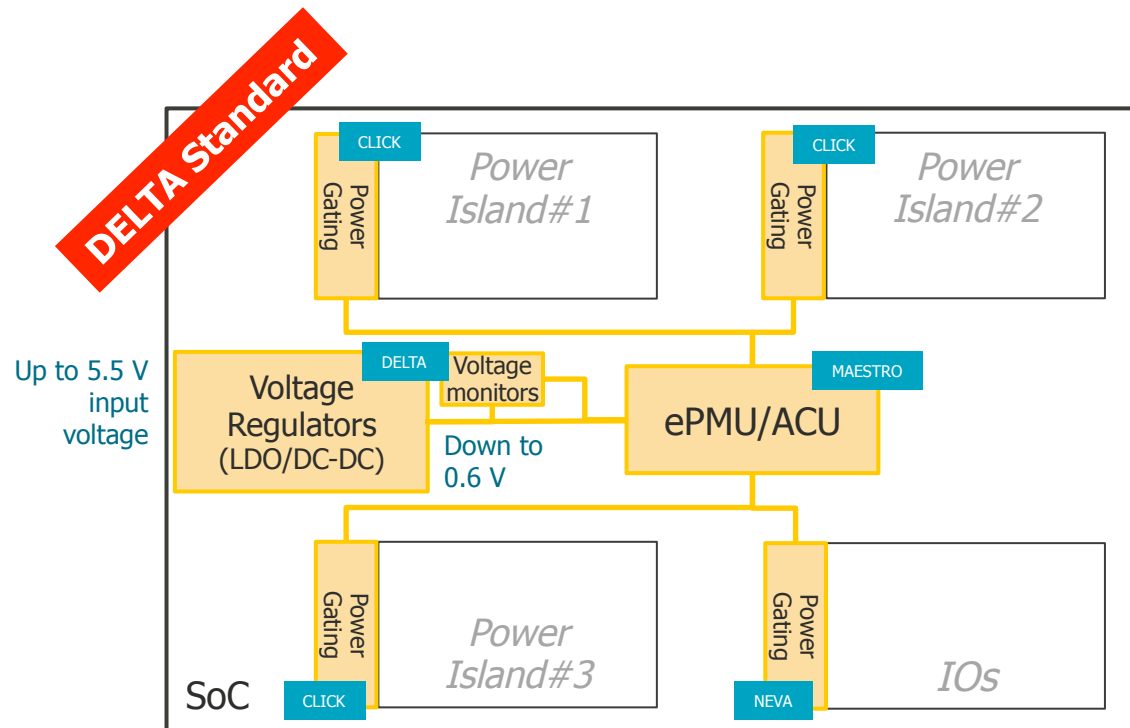 DELTA Standard
CLICK
Power
Gating
Power
Island#1
CLICK
Power
Gating
Power
Island#2
Up to 5.5 V
input
voltage
DELTA
Voltage
Regulators
(LDO/DC-DC)
Voltage
monitors
Down to
0.6 V
MAESTRO
ePMU/ACU
Power
Gating
CLICK
Power
Island#3
Power
Gating
NEVA
IOs
SoC